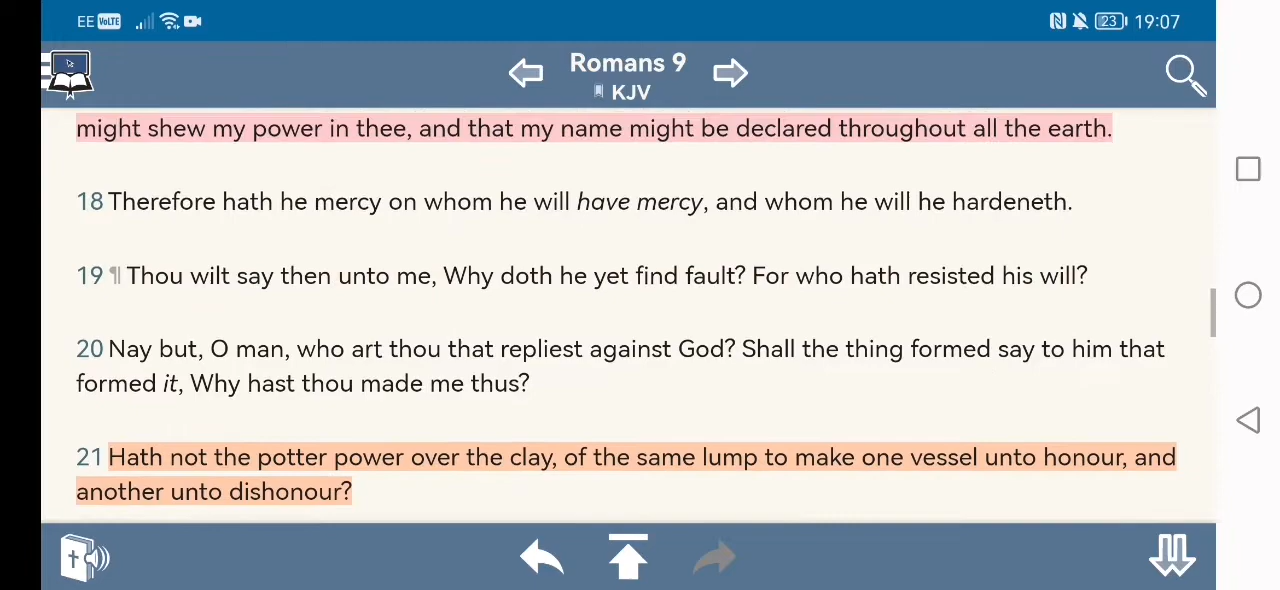 EE VoLTE 23 19:07
Romans 9
KJV
might shew my power in thee, and that my name might be declared throughout all the earth.
18 Therefore hath he mercy on whom he will have mercy, and whom he will he hardeneth.
19 ¶ Thou wilt say then unto me, Why doth he yet find fault? For who hath resisted his will?
20 Nay but, O man, who art thou that repliest against God? Shall the thing formed say to him that
formed it, Why hast thou made me thus?
21 Hath not the potter power over the clay, of the same lump to make one vessel unto honour, and
another unto dishonour?